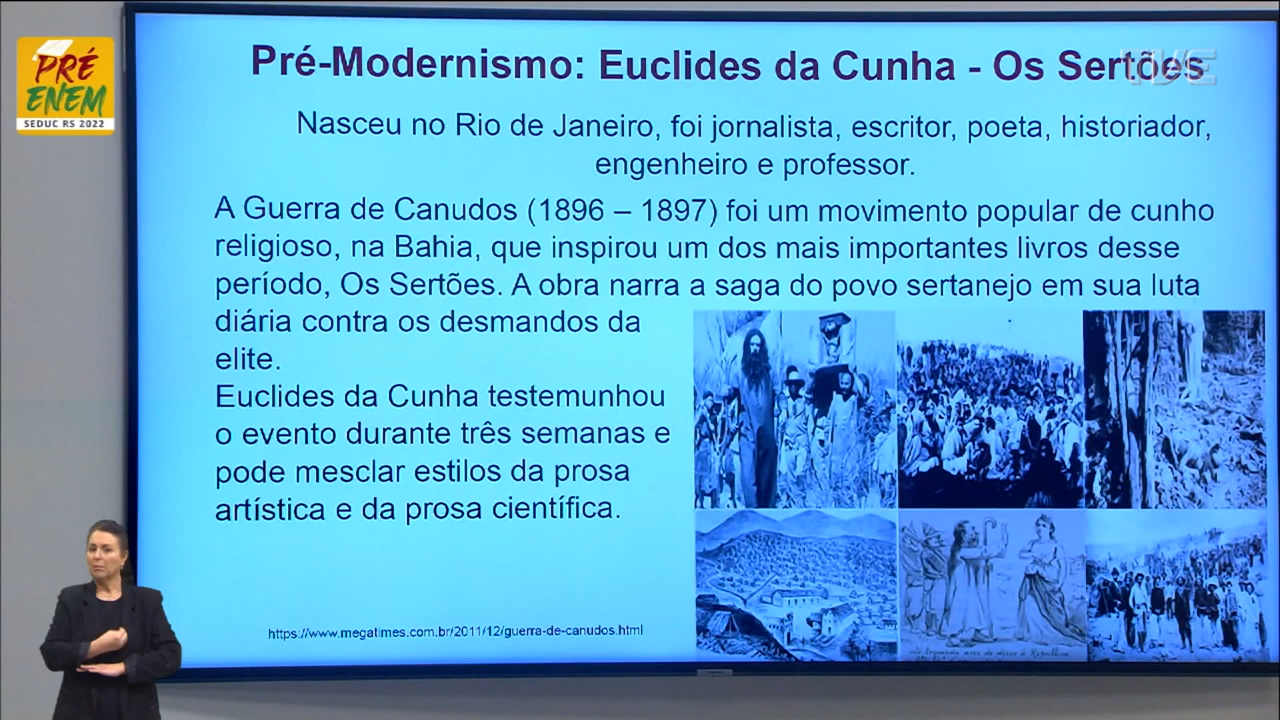 PRÉ
ENEM
SEDUC RS 2022
TVE
Pré-Modernismo: Euclides da Cunha - Os Sertões
Nasceu no Rio de Janeiro, foi jornalista, escritor, poeta, historiador,
engenheiro e professor.
A Guerra de Canudos (1896 – 1897) foi um movimento popular de cunho
religioso, na Bahia, que inspirou um dos mais importantes livros desse
período, Os Sertões. A obra narra a saga do povo sertanejo em sua luta
diária contra os desmandos da
elite.
Euclides da Cunha testemunhou
o evento durante três semanas e
pode mesclar estilos da prosa
artística e da prosa científica.
https://www.megatimes.com.br/2011/12/guerra-de-canudos.html